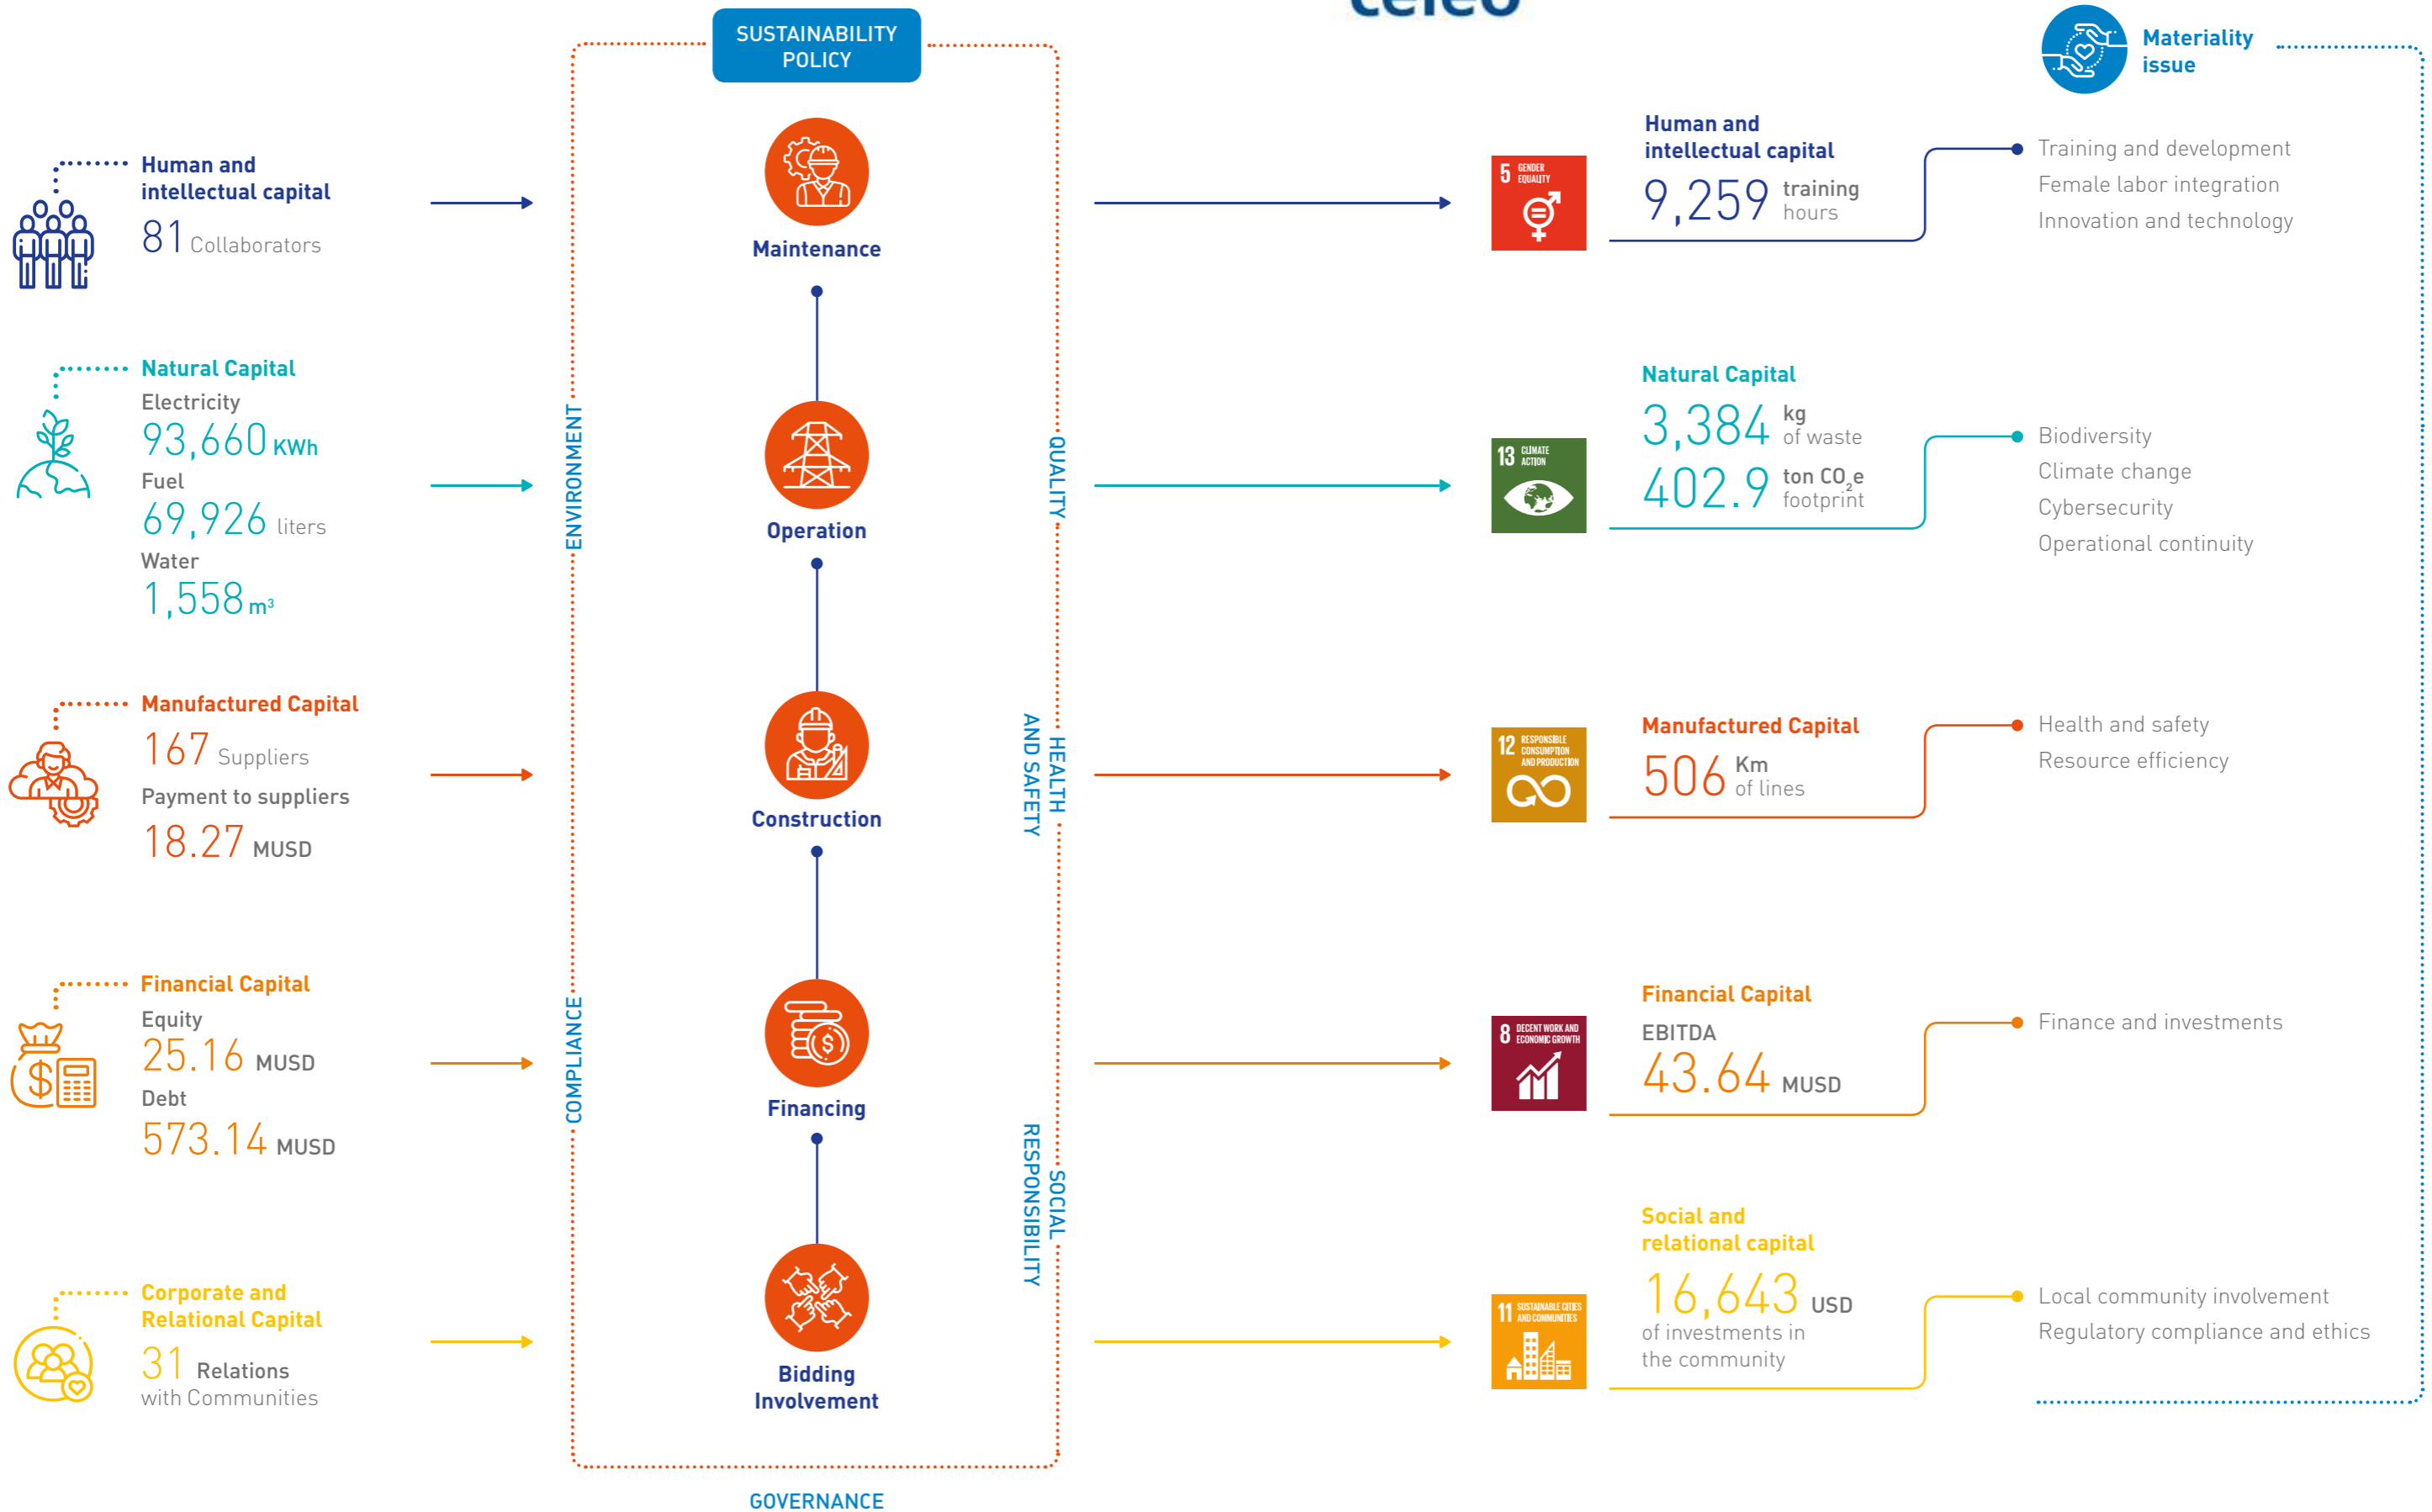 celeo
SUSTAINABILITY
POLICY
Materiality
issue
Human and
intellectual capital
81 Collaborators
Natural Capital
Electricity
93,660 KWh
Fuel
69,926 liters
Water
1,558 m³
Manufactured Capital
167 Suppliers
Payment to suppliers
18.27 MUSD
Financial Capital
Equity
25.16 MUSD
Debt
573.14 MUSD
Corporate and
Relational Capital
31 Relations
with Communities
ENVIRONMENT
COMPLIANCE
Maintenance
Operation
Construction
Financing
Bidding
Involvement
QUALITY
HEALTH
AND SAFETY
SOCIAL
RESPONSIBILITY
GOVERNANCE
5 GENDER
EQUALITY
Human and
intellectual capital
9,259 training
hours
Training and development
Female labor integration
Innovation and technology
13 CLIMATE
ACTION
Natural Capital
3,384 kg
of waste
402.9 ton CO₂e
footprint
Biodiversity
Climate change
Cybersecurity
Operational continuity
12 RESPONSIBLE
CONSUMPTION
AND PRODUCTION
Manufactured Capital
506 Km
of lines
Health and safety
Resource efficiency
8 DECENT WORK AND
ECONOMIC GROWTH
Financial Capital
EBITDA
43.64 MUSD
Finance and investments
11 SUSTAINABLE CITIES
AND COMMUNITIES
Social and
relational capital
16,643 USD
of investments in
the community
Local community involvement
Regulatory compliance and ethics